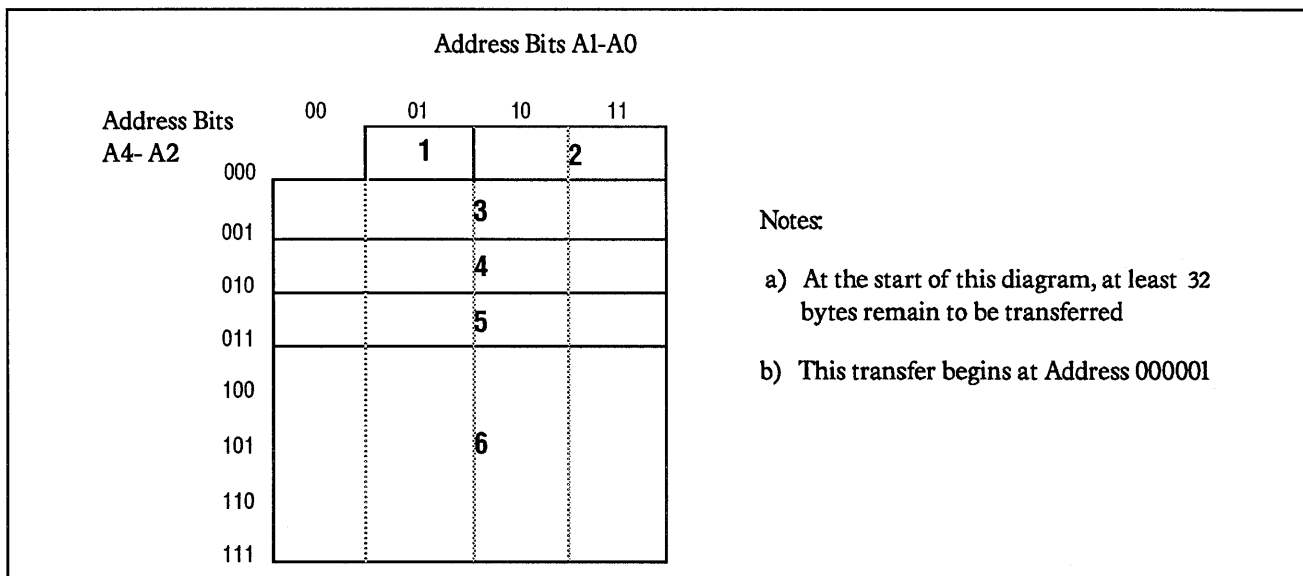 Address Bits A1-A0
Address Bits
A4- A2
00 01 10 11
000 1 2
001 3
010 4
011 5
100
101 6
110
111
Notes:
a) At the start of this diagram, at least 32
bytes remain to be transferred
b) This transfer begins at Address 000001